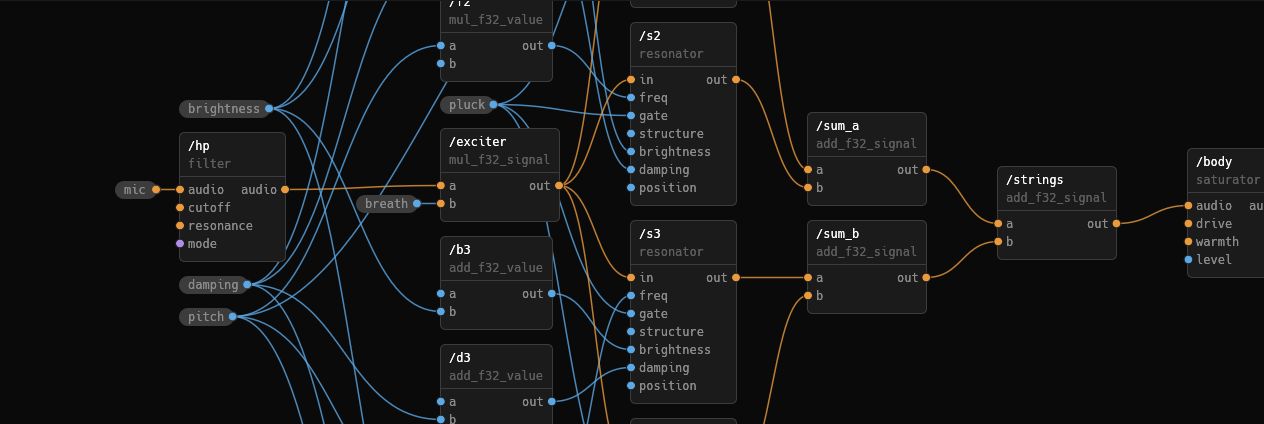 /f2
mul_f32_value
a out
b
brightness
pluck
/hp
filter
mic
audio audio
cutoff
resonance
mode
/exciter
mul_f32_signal
a out
b
breath
damping
pitch
/b3
add_f32_value
a out
b
/d3
add_f32_value
a out
b
/s2
resonator
in out
freq
gate
structure
brightness
damping
position
/s3
resonator
in out
freq
gate
structure
brightness
damping
position
/sum_a
add_f32_signal
a out
b
/sum_b
add_f32_signal
a out
b
/strings
add_f32_signal
a out
b
/body
saturator
audio au
drive
warmth
level